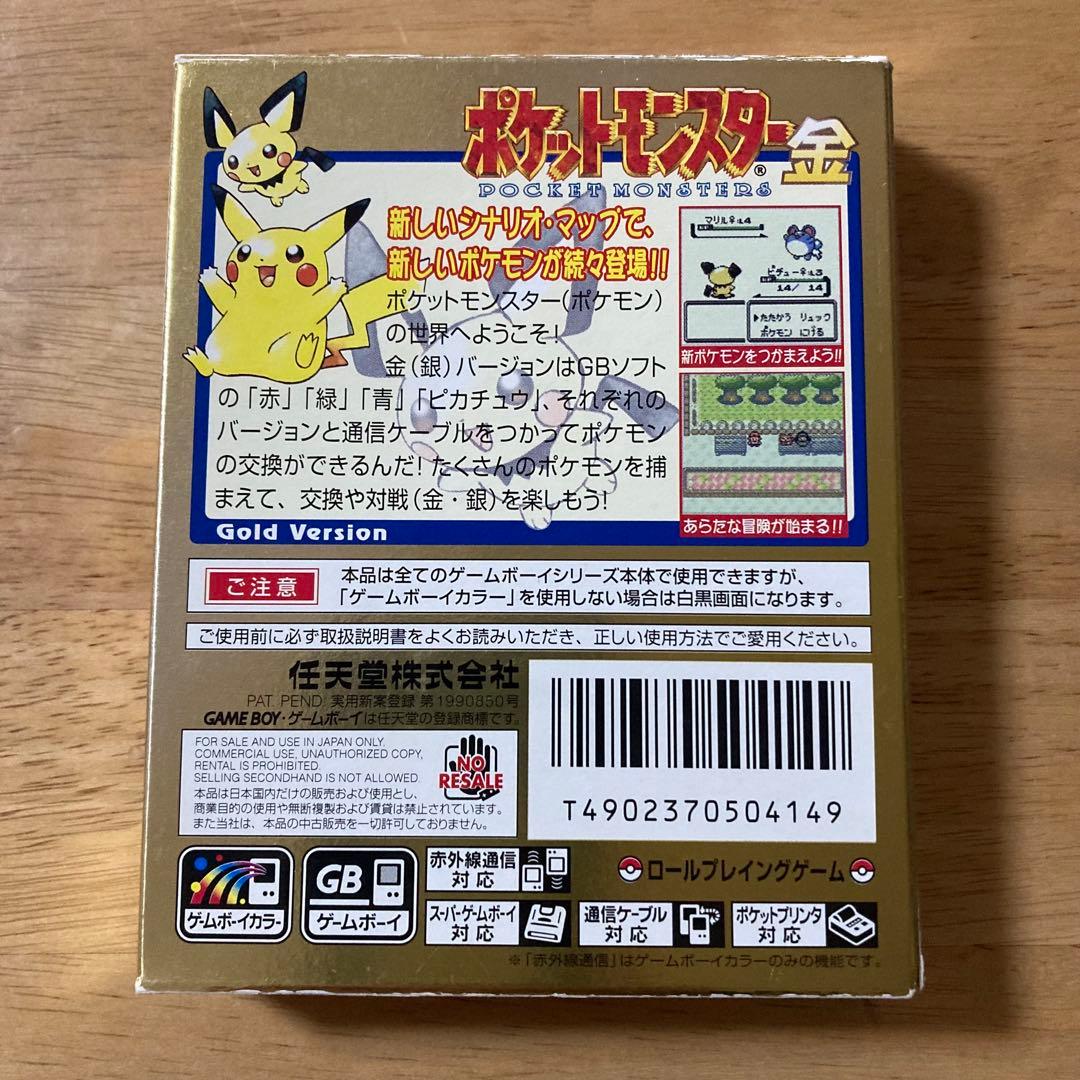 ポケットモンスター金
POCKET MONSTERS
新しいシナリオ・マップで、
新しいポケモンが続々登場!!
ポケットモンスター(ポケモン)
の世界へようこそ!
金(銀)バージョンはGBソフト
の「赤」「緑」「青」「ピカチュウ」、それぞれの
バージョンと通信ケーブルをつかってポケモン
の交換ができるんだ!たくさんのポケモンを捕
まえて、交換や対戦(金・銀)を楽しもう!
Gold Version
マリル♀:L4
ピチュー♀:L3
14/ 14
▶たたかう リュック
ポケモン にげる
新ポケモンをつかまえよう!!
あらたな冒険が始まる!!
ご注意
本品は全てのゲームボーイシリーズ本体で使用できますが、
「ゲームボーイカラー」を使用しない場合は白黒画面になります。
ご使用前に必ず取扱説明書をよくお読みいただき、正しい使用方法でご愛用ください。
任天堂株式会社
PAT. PEND. 実用新案登録 第1990850号
GAME BOY・ゲームボーイは任天堂の登録商標です。
FOR SALE AND USE IN JAPAN ONLY.
COMMERCIAL USE, UNAUTHORIZED COPY,
RENTAL IS PROHIBITED.
SELLING SECONDHAND IS NOT ALLOWED.
本品は日本国内だけの販売および使用とし、
商業目的の使用や無断複製および賃貸は禁止されています。
また当社は、本品の中古販売を一切許可しておりません。
NO
RESALE
T4902370504149
ゲームボーイカラー
GB
ゲームボーイ
赤外線通信
対応
ロールプレイングゲーム
スーパーゲームボーイ
対応
通信ケーブル
対応
ポケットプリンタ
対応
※「赤外線通信」はゲームボーイカラーのみの機能です。